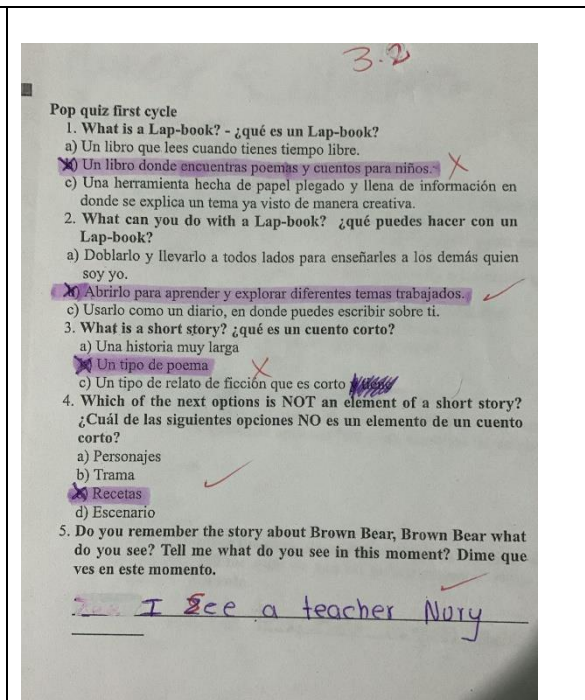 3.2
Pop quiz first cycle
1. What is a Lap-book? - ¿qué es un Lap-book?
a) Un libro que lees cuando tienes tiempo libre.
b) Un libro donde encuentras poemas y cuentos para niños.
c) Una herramienta hecha de papel plegado y llena de información en
donde se explica un tema ya visto de manera creativa.
2. What can you do with a Lap-book? ¿qué puedes hacer con un
Lap-book?
a) Doblarlo y llevarlo a todos lados para enseñarles a los demás quien
soy yo.
b) Abrirlo para aprender y explorar diferentes temas trabajados.
c) Usarlo como un diario, en donde puedes escribir sobre ti.
3. What is a short story? ¿qué es un cuento corto?
a) Una historia muy larga
b) Un tipo de poema
c) Un tipo de relato de ficción que es corto
4. Which of the next options is NOT an element of a short story?
¿Cuál de las siguientes opciones NO es un elemento de un cuento
corto?
a) Personajes
b) Trama
c) Recetas
d) Escenario
5. Do you remember the story about Brown Bear, Brown Bear what
do you see? Tell me what do you see in this moment? Dime que
ves en este momento.
I See a teacher Nury